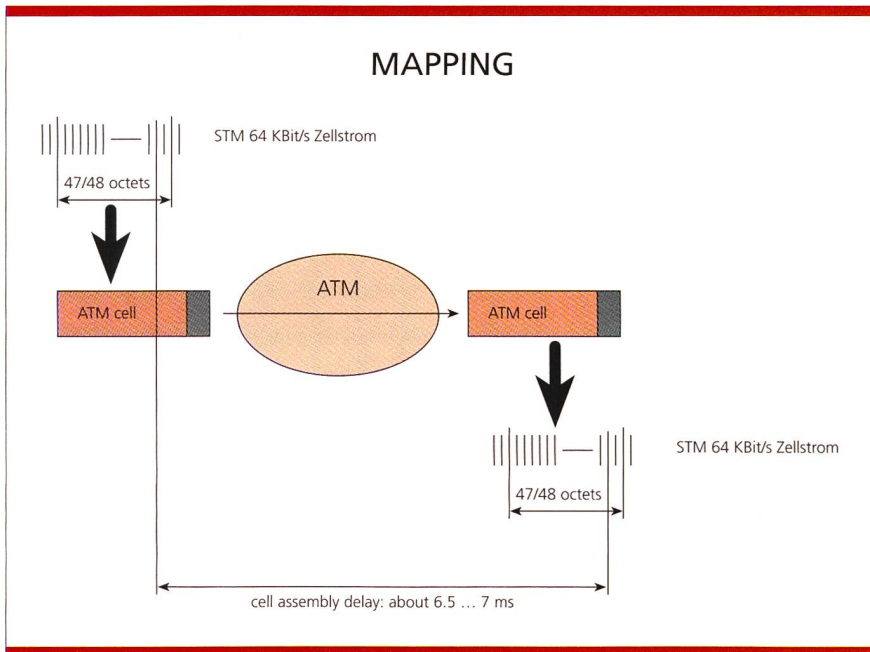 MAPPING
STM 64 KBit/s Zellstrom
47/48 octets
ATM cell
ATM
ATM cell
STM 64 KBit/s Zellstrom
47/48 octets
cell assembly delay: about 6.5 ... 7 ms